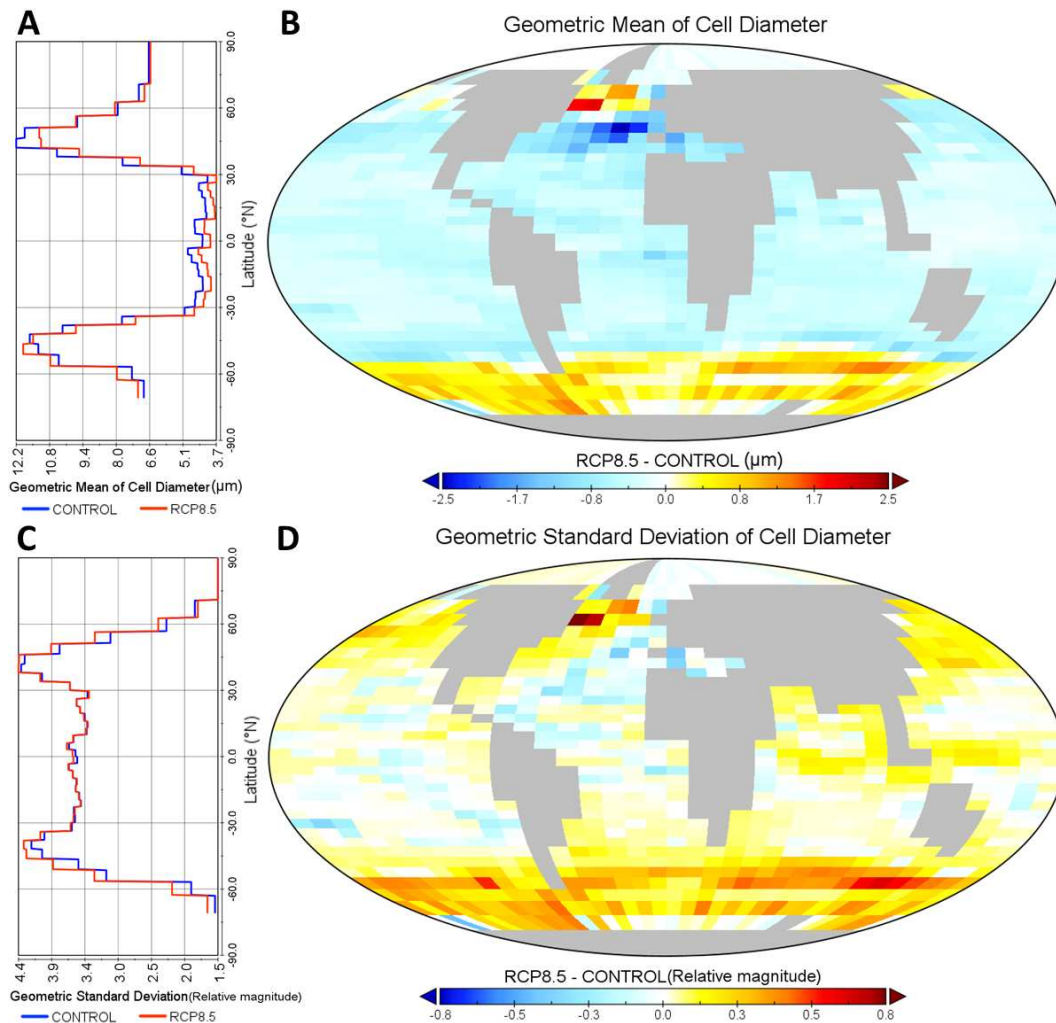 A
90.0
60.0
30.0
0.0
-30.0
-60.0
-90.0
Latitude (°N)
12.2
10.8
9.4
8.0
6.6
5.1
3.7
Geometric Mean of Cell Diameter(µm)
CONTROL RCP8.5
B
Geometric Mean of Cell Diameter
RCP8.5 - CONTROL (µm)
-2.5 -1.7 -0.8 0.0 0.8 1.7 2.5
C
90.0
60.0
30.0
0.0
-30.0
-60.0
-90.0
Latitude (°N)
4.4
3.9
3.4
3.0
2.5
2.0
1.5
Geometric Standard Deviation(Relative magnitude)
CONTROL RCP8.5
D
Geometric Standard Deviation of Cell Diameter
RCP8.5 - CONTROL(Relative magnitude)
-0.8 -0.5 -0.3 0.0 0.3 0.5 0.8